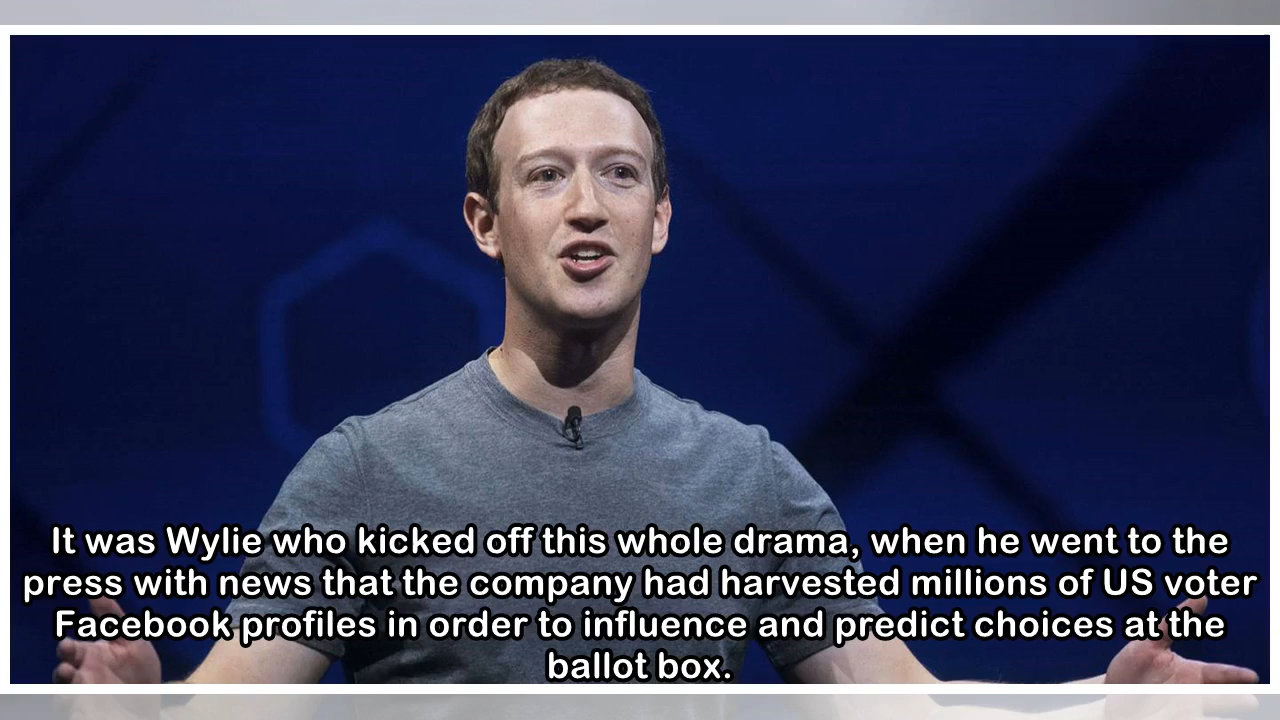 It was Wylie who kicked off this whole drama, when he went to the
press with news that the company had harvested millions of US voter
Facebook profiles in order to influence and predict choices at the
ballot box.